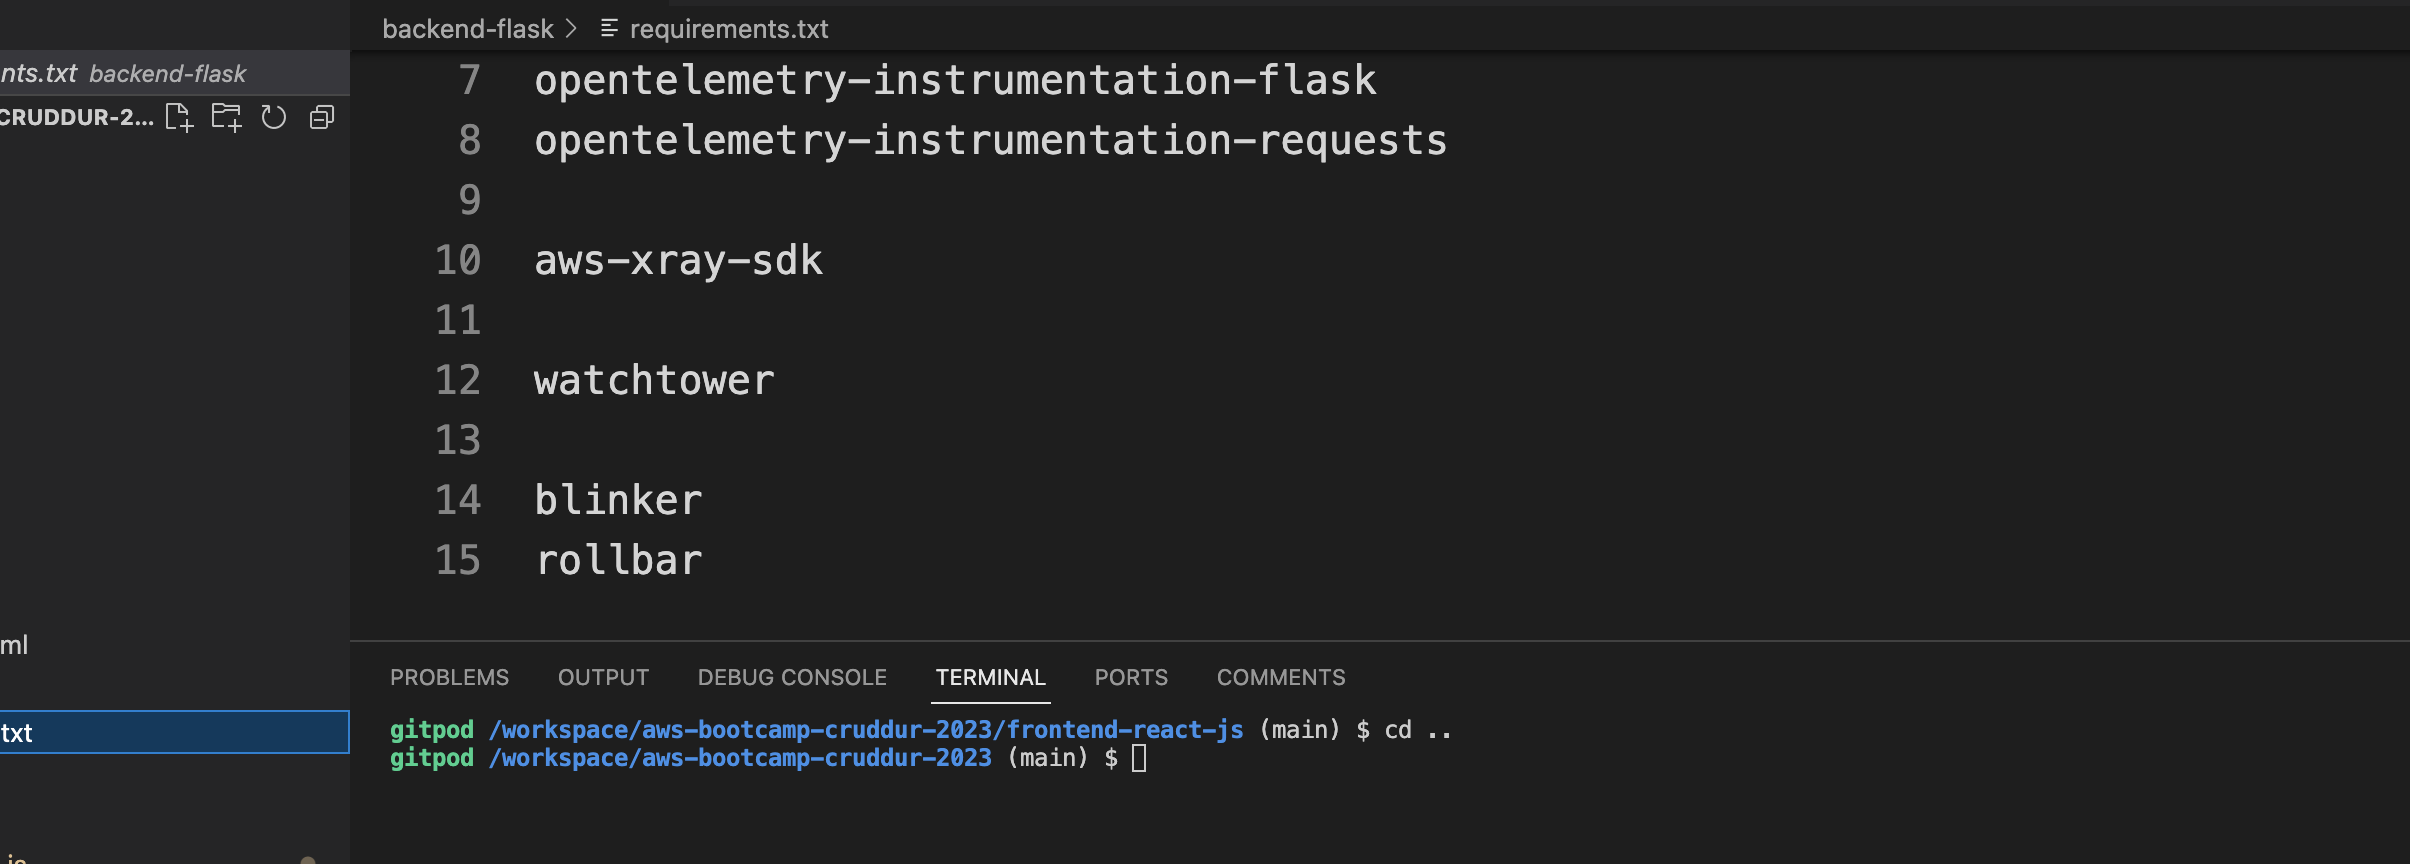 backend-flask > requirements.txt
nts.txt backend-flask
CRUDDUR-2...
7 opentelemetry-instrumentation-flask
8 opentelemetry-instrumentation-requests
9
10 aws-xray-sdk
11
12 watchtower
13
14 blinker
15 rollbar
ml
txt
PROBLEMS OUTPUT DEBUG CONSOLE TERMINAL PORTS COMMENTS
gitpod /workspace/aws-bootcamp-cruddur-2023/frontend-react-js (main) $ cd ..
gitpod /workspace/aws-bootcamp-cruddur-2023 (main) $